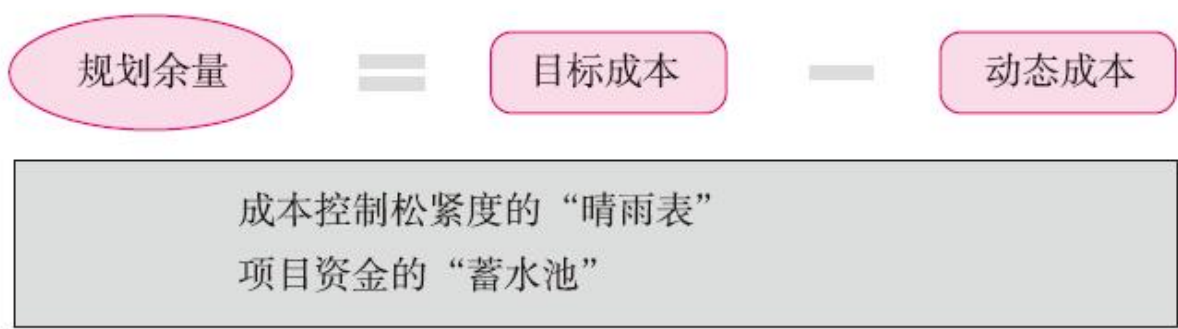 规划余量 = 目标成本 — 动态成本
成本控制松紧度的“晴雨表”
项目资金的“蓄水池”